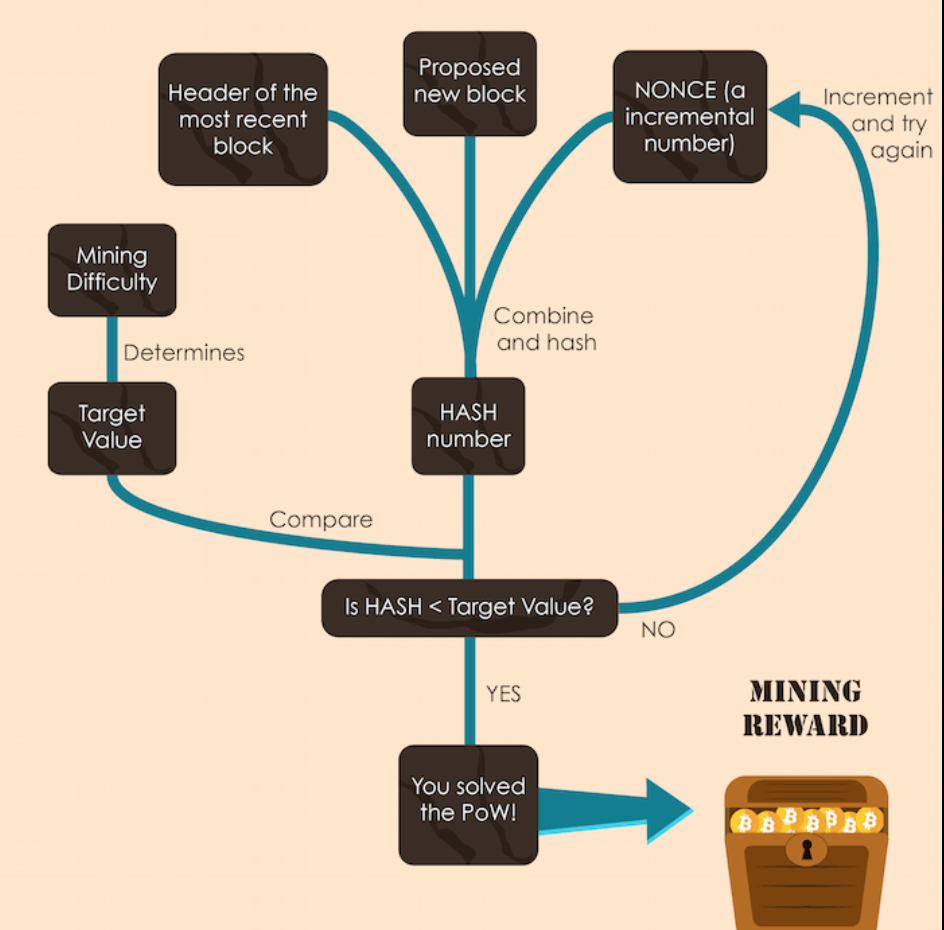 Header of the
most recent
block
Proposed
new block
NONCE (a
incremental
number)
Increment
and try
again
Mining
Difficulty
Determines
Combine
and hash
Target
Value
HASH
number
Compare
Is HASH < Target Value?
NO
YES
MINING
REWARD
You solved
the PoW!